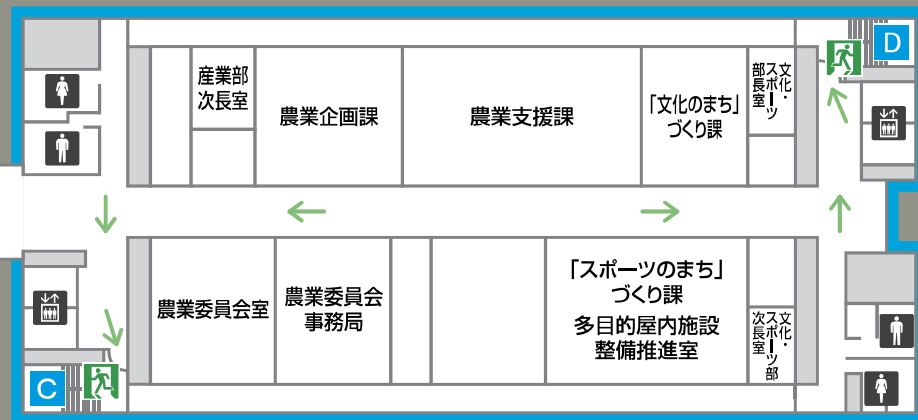 D
産業部
次長室
農業企画課
農業支援課
「文化のまち」
づくり課
文化・
スポーツ
部長室
農業委員会室
農業委員会
事務局
「スポーツのまち」
づくり課
多目的屋内施設
整備推進室
文化・
スポーツ部
次長室
C